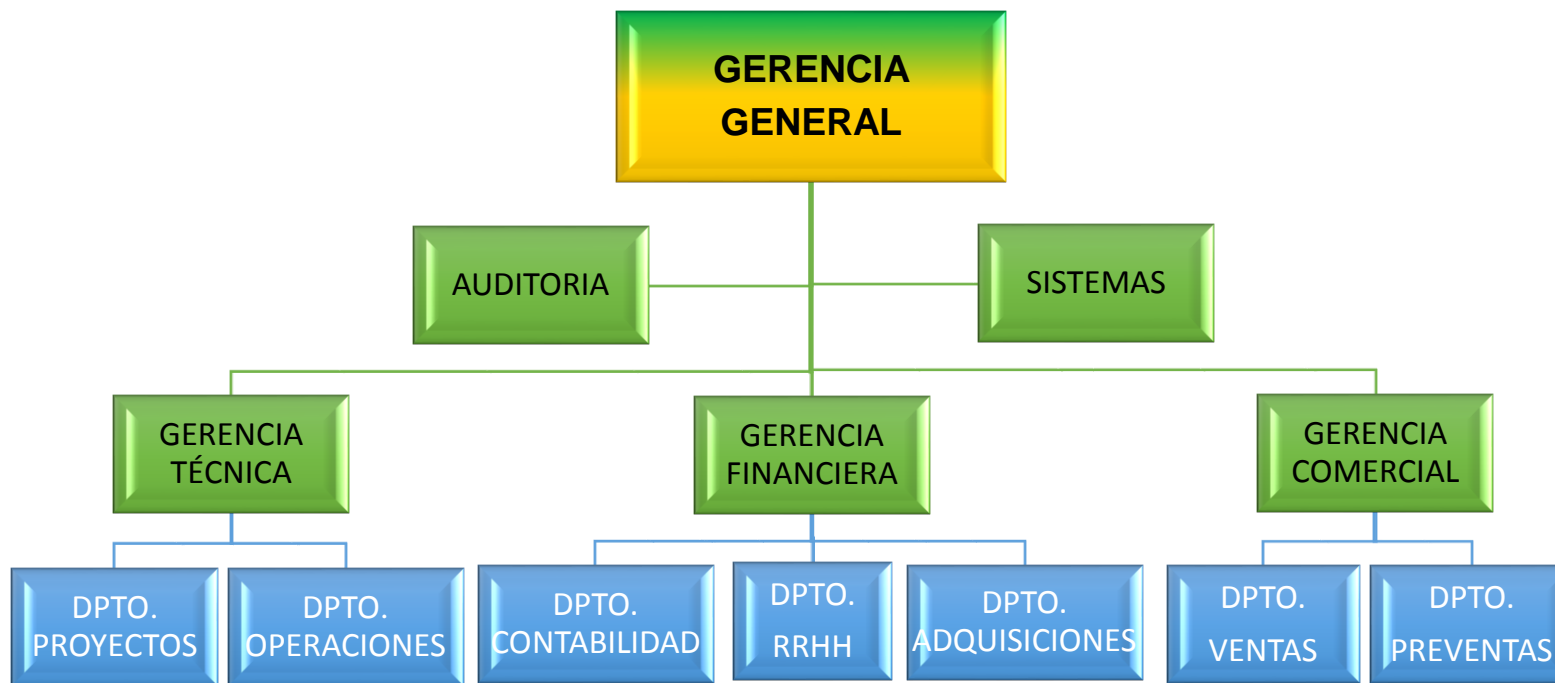 GERENCIA
GENERAL
AUDITORIA
SISTEMAS
GERENCIA
TÉCNICA
GERENCIA
FINANCIERA
GERENCIA
COMERCIAL
DPTO.
PROYECTOS
DPTO.
OPERACIONES
DPTO.
CONTABILIDAD
DPTO.
RRHH
DPTO.
ADQUISICIONES
DPTO.
VENTAS
DPTO.
PREVENTAS